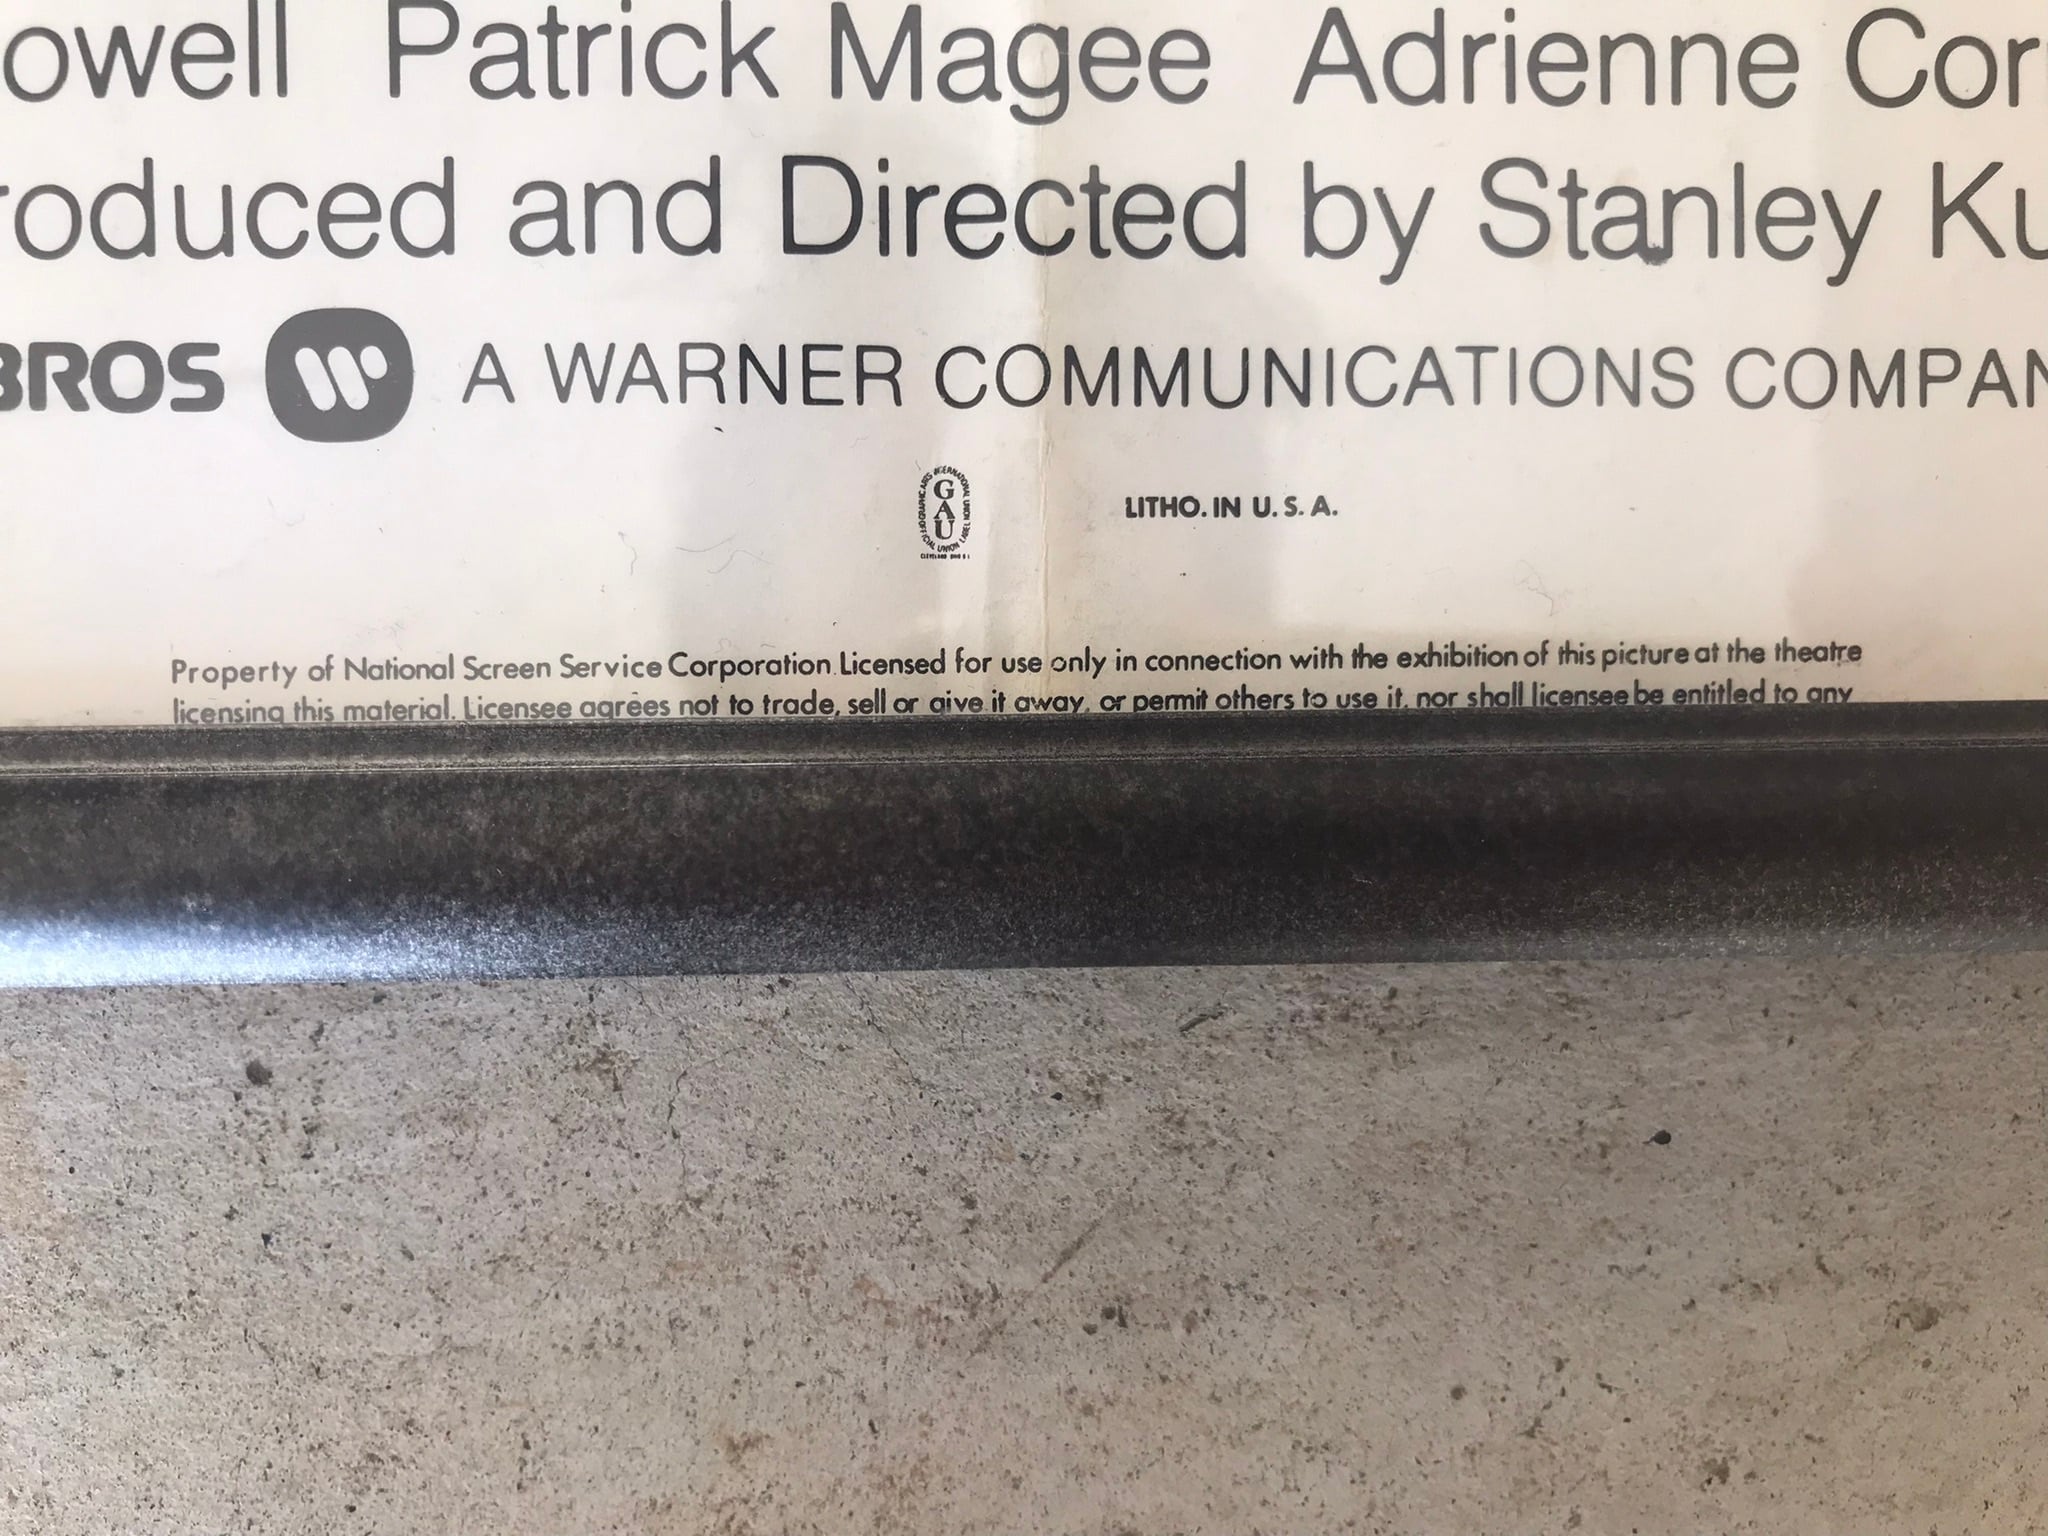 owell Patrick Magee Adrienne Cor
roduced and Directed by Stanley Ku
BROS A WARNER COMMUNICATIONS COMPAN
GAU
LITHO. IN U. S. A.
Property of National Screen Service Corporation. Licensed for use only in connection with the exhibition of this picture at the theatre
licensing this material. Licensee agrees not to trade, sell or give it away, or permit others to use it, nor shall licensee be entitled to any